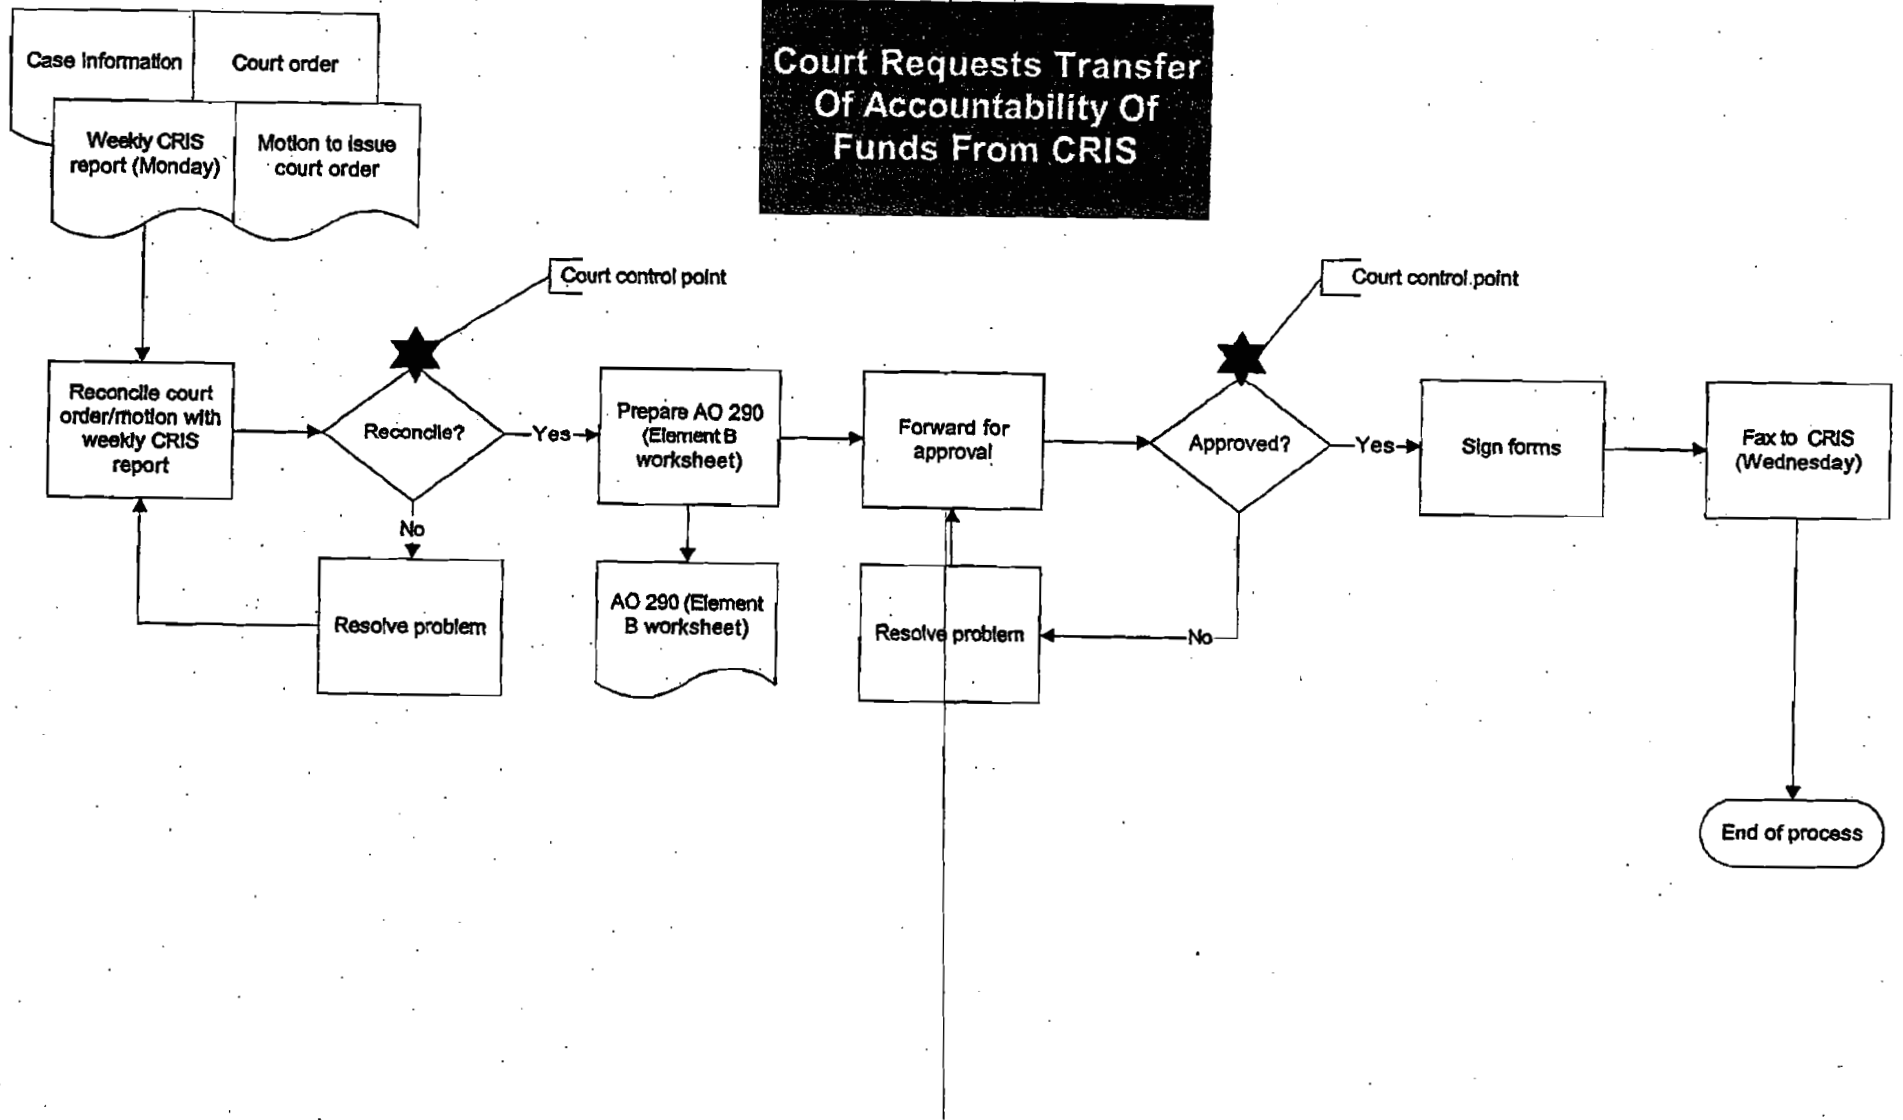 Court Requests Transfer
Of Accountability Of
Funds From CRIS
Case Information
Court order
Weekly CRIS
report (Monday)
Motion to issue
court order
Court control point
Court control point
Reconcile court
order/motion with
weekly CRIS
report
Reconcile?
Yes
Prepare AO 290
(Element B
worksheet)
Forward for
approval
Approved?
Yes
Sign forms
Fax to CRIS
(Wednesday)
No
Resolve problem
AO 290 (Element
B worksheet)
Resolve problem
No
End of process